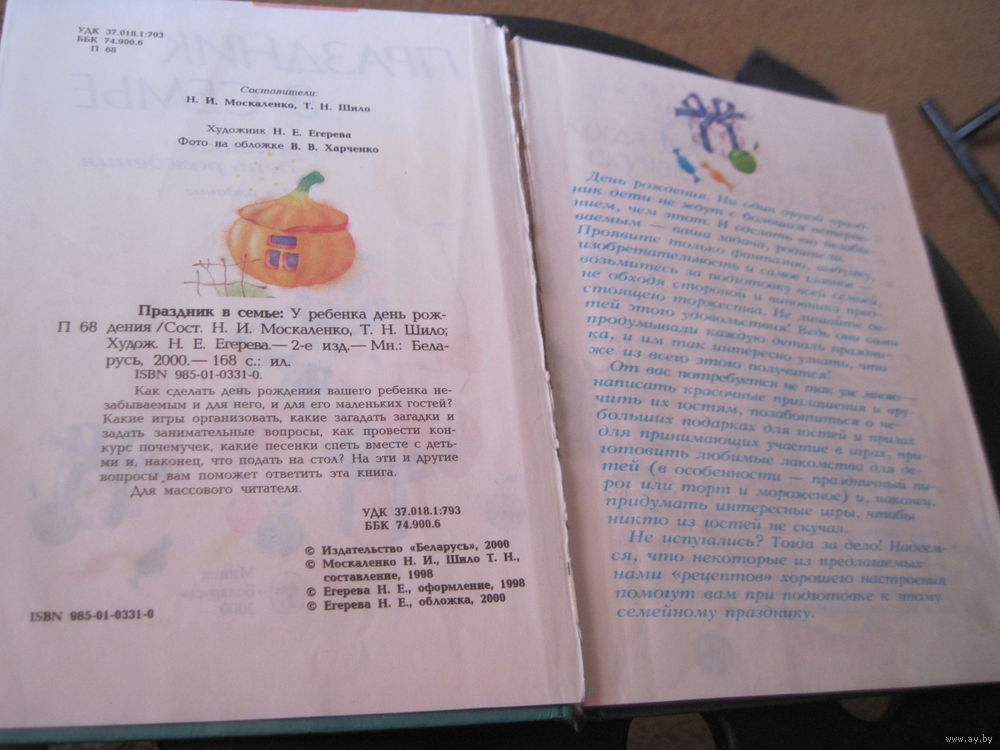 УДК 37.018.1:793
ББК 74.900.6
П 68
Составители:
Н. И. Москаленко, Т. Н. Шило
Художник Н. Е. Егерева
Фото на обложке В. В. Харченко
Праздник в семье: У ребенка день рож-
П 68 дения /Сост. Н. И. Москаленко, Т. Н. Шило;
Худож. Н. Е. Егерева.— 2-е изд.— Мн.: Бела-
русь, 2000.— 168 с.: ил.
ISBN 985-01-0331-0.
Как сделать день рождения вашего ребенка не-
забываемым и для него, и для его маленьких гостей?
Какие игры организовать, какие загадать загадки и
задать занимательные вопросы, как провести кон-
курс почемучек, какие песенки спеть вместе с деть-
ми и, наконец, что подать на стол? На эти и другие
вопросы вам поможет ответить эта книга.
Для массового читателя.
УДК 37.018.1:793
ББК 74.900.6
© Издательство «Беларусь», 2000
© Москаленко Н. И., Шило Т. Н.,
составление, 1998
© Егерева Н. Е., оформление, 1998
© Егерева Н. Е., обложка, 2000
ISBN 985-01-0331-0
День рождения. Ни один другой празд-
ник дети не ждут с большим нетерпе-
нием, чем этот. И сделать его незабы-
ваемым — ваша задача, родители.
Проявите только фантазию, выдумку,
изобретательность и самое главное —
возьмитесь за подготовку всей семьей,
не обходя стороной и виновника пред-
стоящего торжества. Не лишайте де-
тей этого удовольствия! Ведь они сами
продумывали каждую деталь праздни-
ка, и им так интересно узнать, что
же из всего этого получится!
От вас потребуется не так уж много—
написать красочные приглашения и вру-
чить их гостям, позаботиться о не-
больших подарках для гостей и призах
для принимающих участие в играх, при-
готовить любимые лакомства для де-
тей (в особенности — праздничный пи-
рог или торт и мороженое) и, наконец,
придумать интересные игры, чтобы
никто из гостей не скучал.
Не испугались? Тогда за дело! Надеем-
ся, что некоторые из предлагаемых
нами «рецептов» хорошего настроения
помогут вам при подготовке к этому
семейному празднику.
www.ay.by